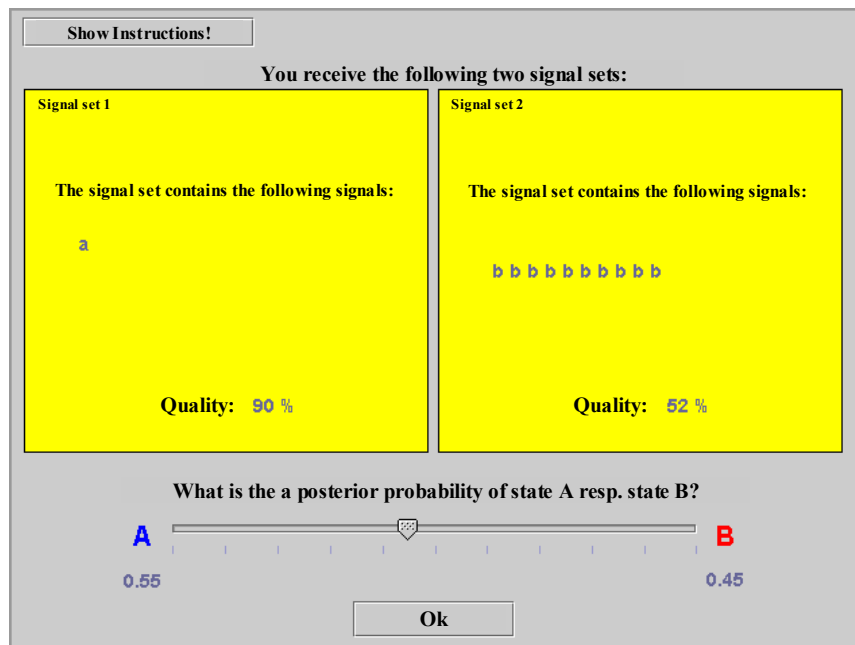 Show Instructions!
You receive the following two signal sets:
Signal set 1
The signal set contains the following signals:
a
Quality: 90 %
Signal set 2
The signal set contains the following signals:
b b b b b b b b b b
Quality: 52 %
What is the a posterior probability of state A resp. state B?
A
B
0.55
0.45
Ok